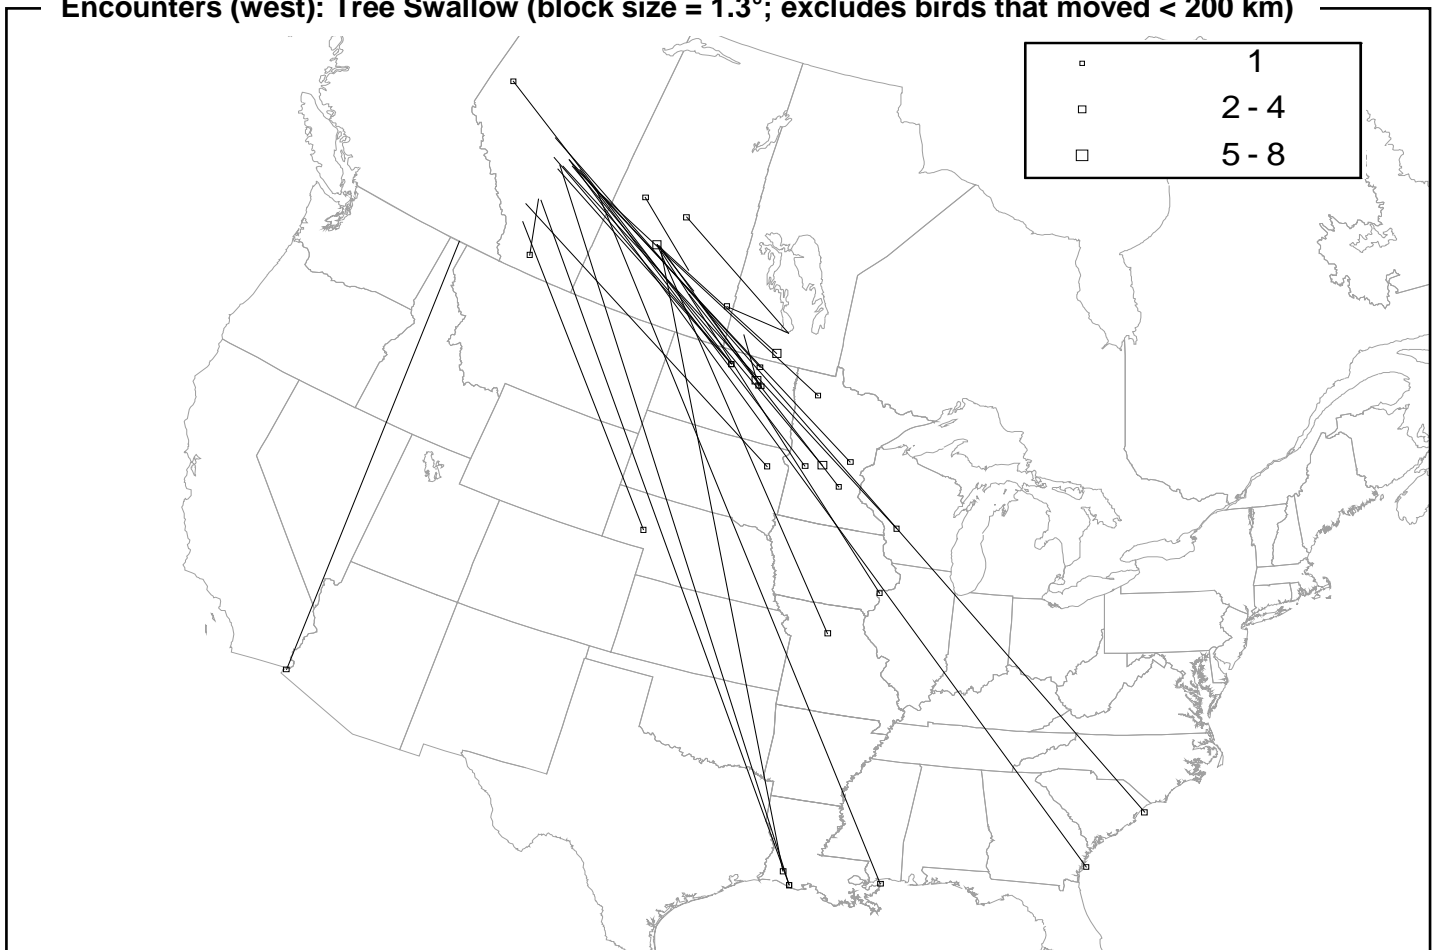 Encounters (west): Tree Swallow (block size = 1.3°; excludes birds that moved < 200 km)
1
2 - 4
5 - 8